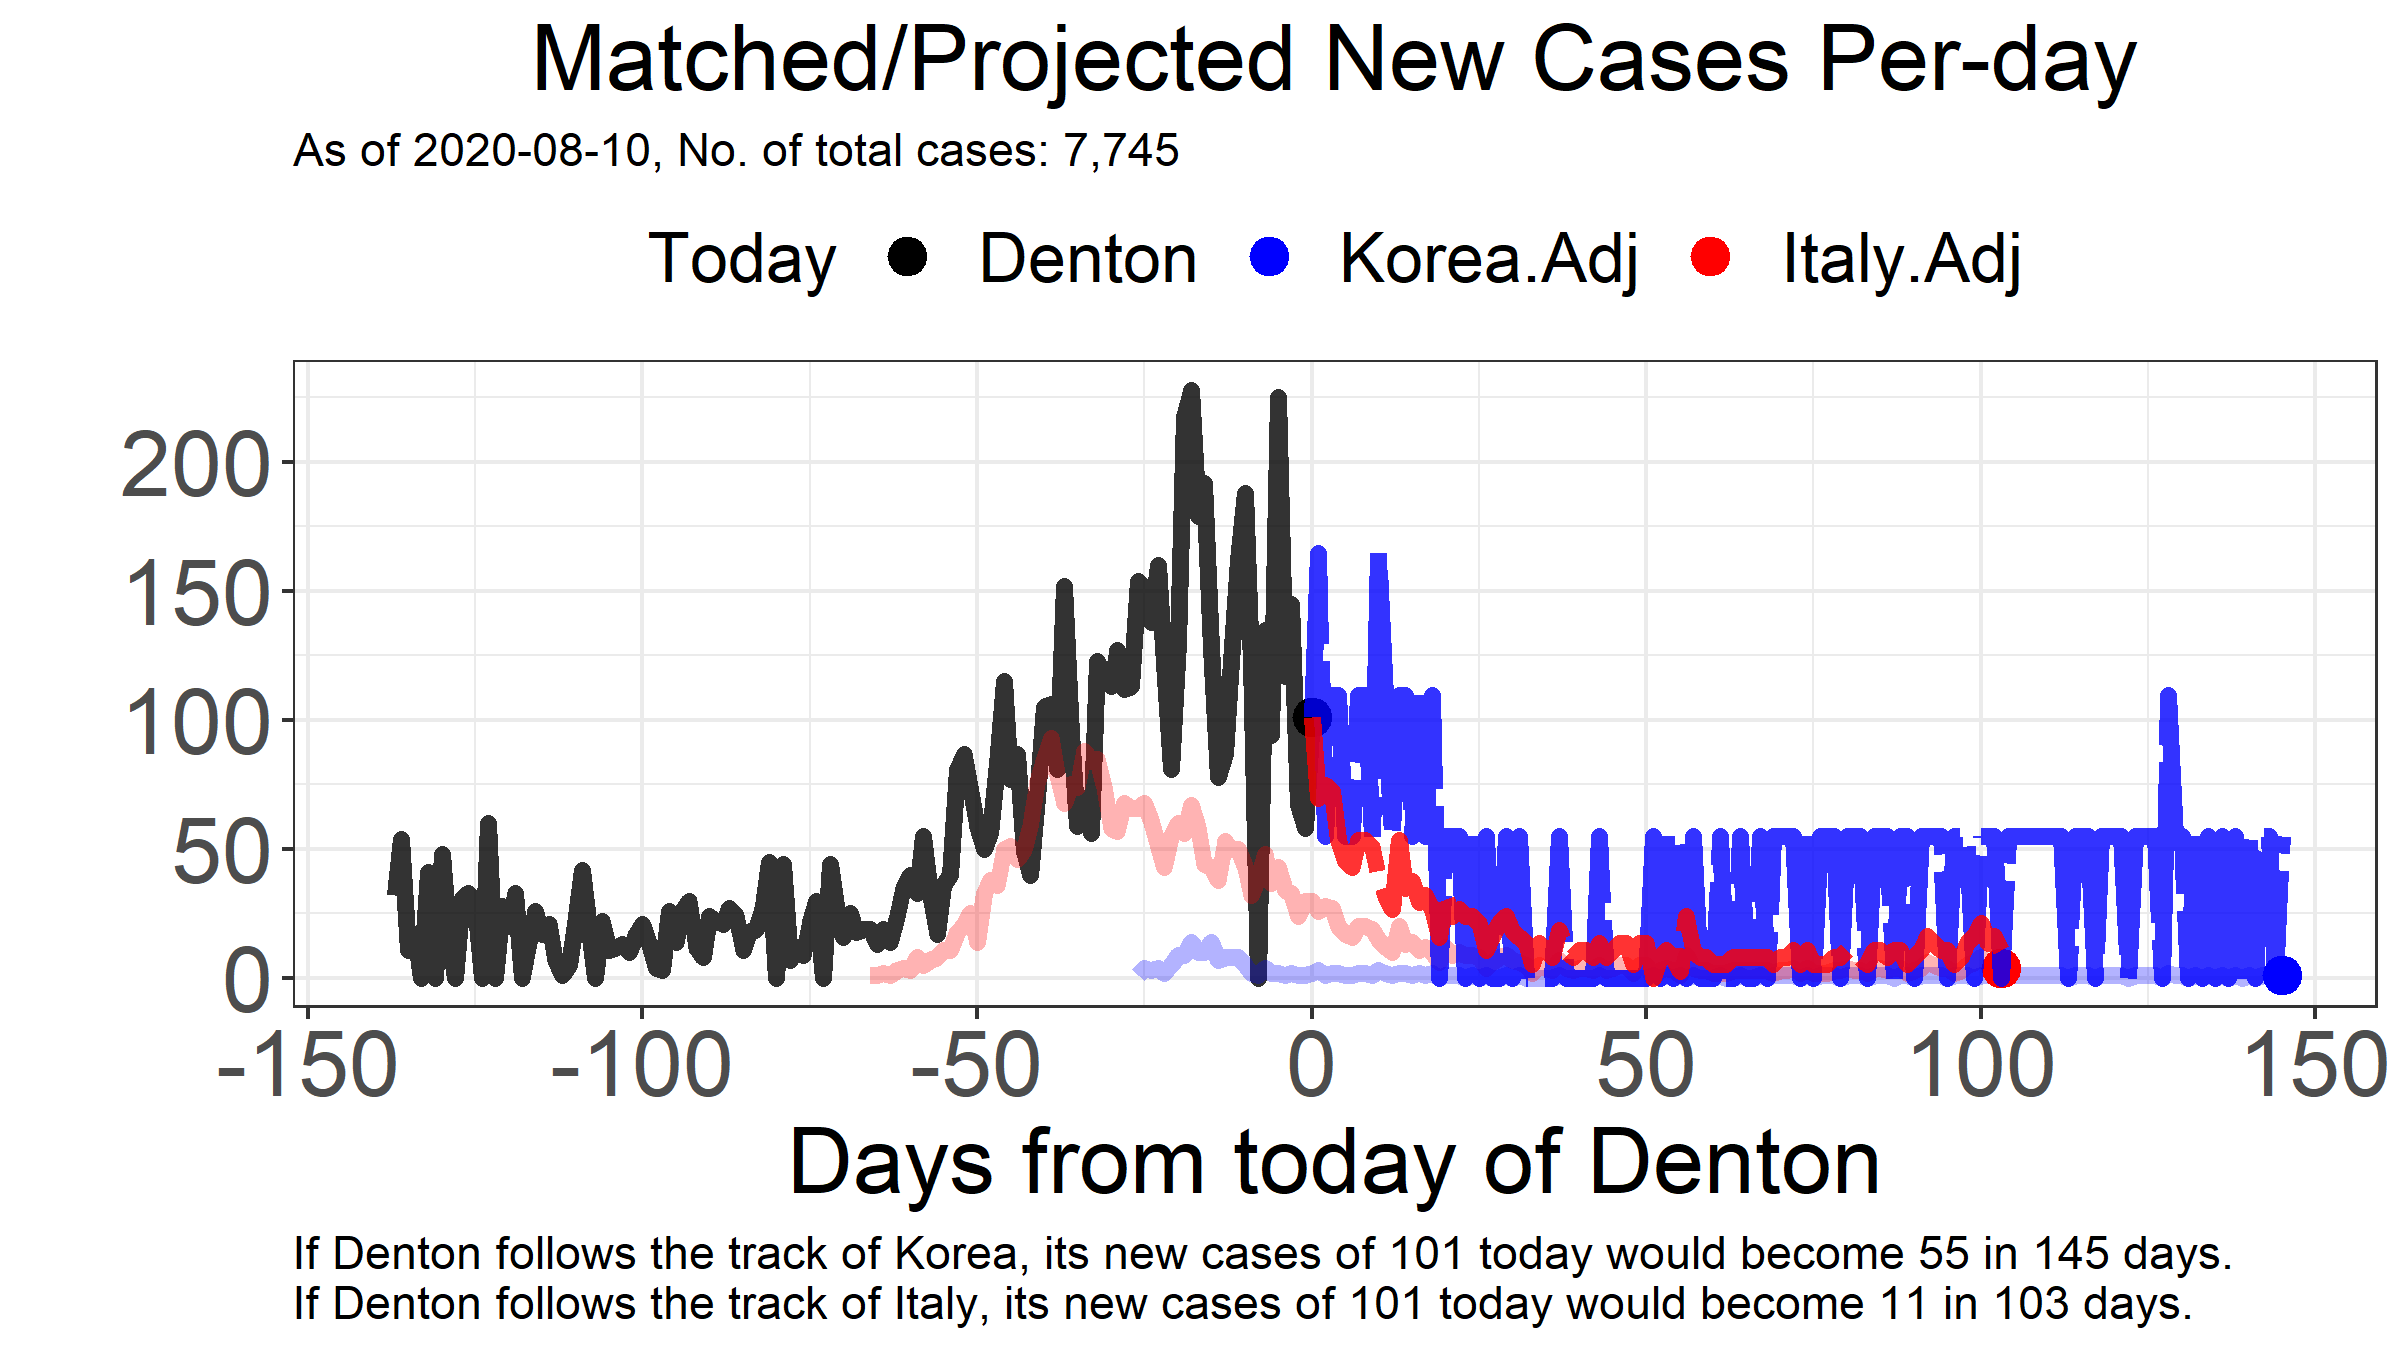 Matched/Projected New Cases Per-day
As of 2020-08-10, No. of total cases: 7,745
Today Denton Korea.Adj Italy.Adj
200
150
100
50
0
-150 -100 -50 0 50 100 150
Days from today of Denton
If Denton follows the track of Korea, its new cases of 101 today would become 55 in 145 days.
If Denton follows the track of Italy, its new cases of 101 today would become 11 in 103 days.